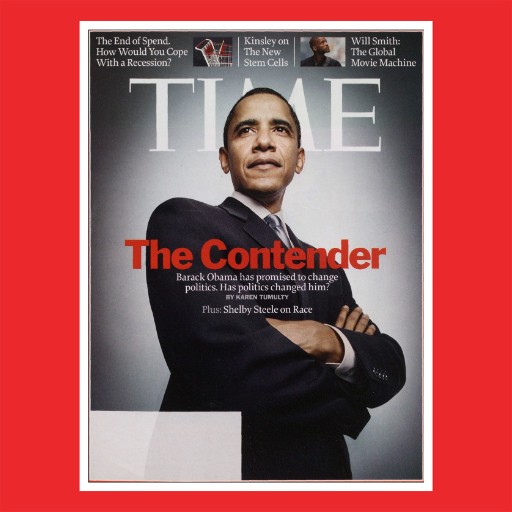 The End of Spend.
How Would You Cope
With a Recession?
Kinsley on
The New
Stem Cells
Will Smith:
The Global
Movie Machine
TIME
The Contender
Barack Obama has promised to change
politics. Has politics changed him?
BY KAREN TUMULTY
Plus: Shelby Steele on Race